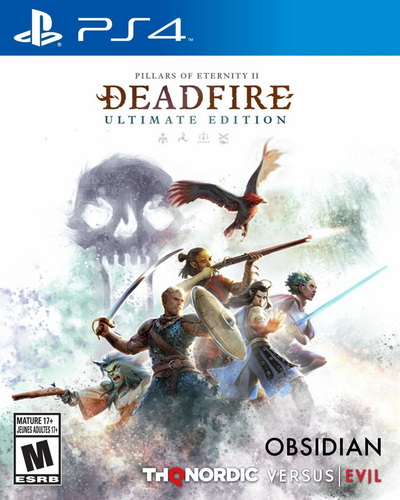 PS4
PILLARS OF ETERNITY II
DEADFIRE
ULTIMATE EDITION
MATURE 17+
JEUNES ADULTES 17+
M
ESRB
OBSIDIAN
THQNORDIC VERSUS EVIL